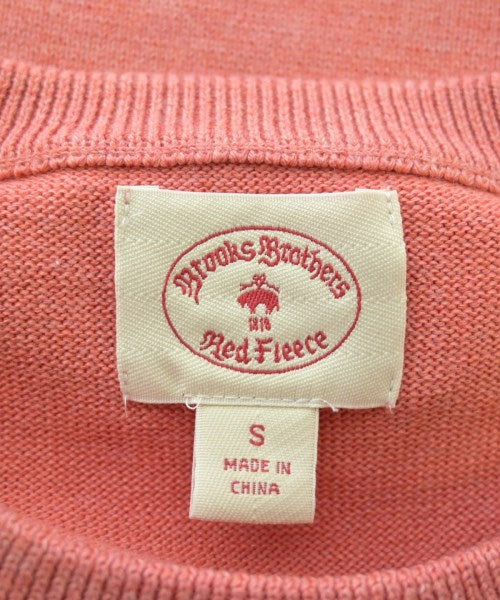 Brooks Brothers
1818
Red Fleece
S
MADE IN
CHINA